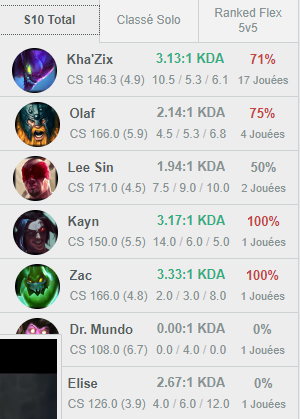 S10 Total
Classé Solo
Ranked Flex
5v5
Kha'Zix 3.13:1 KDA 71%
CS 146.3 (4.9) 10.5 / 5.3 / 6.1 17 Jouées
Olaf 2.14:1 KDA 75%
CS 166.0 (5.9) 4.5 / 5.3 / 6.8 4 Jouées
Lee Sin 1.94:1 KDA 50%
CS 171.0 (4.5) 7.5 / 9.0 / 10.0 2 Jouées
Kayn 3.17:1 KDA 100%
CS 150.0 (5.5) 14.0 / 6.0 / 5.0 1 Jouées
Zac 3.33:1 KDA 100%
CS 166.0 (4.8) 2.0 / 3.0 / 8.0 1 Jouées
Dr. Mundo 0.00:1 KDA 0%
CS 108.0 (6.7) 0.0 / 4.0 / 0.0 1 Jouées
Elise 2.67:1 KDA 0%
CS 126.0 (3.9) 4.0 / 6.0 / 12.0 1 Jouées